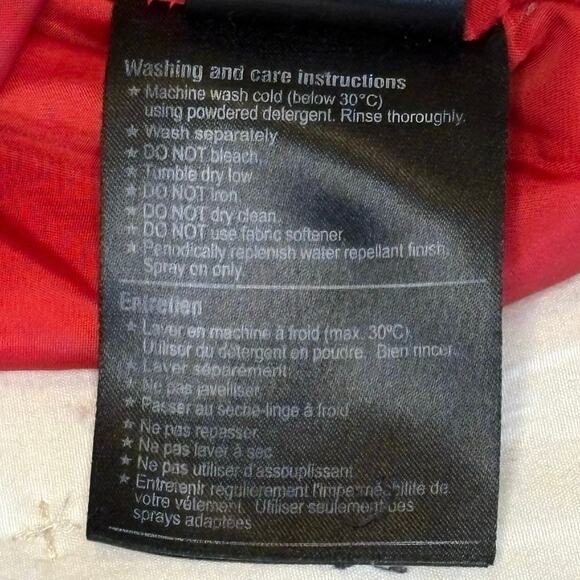 Washing and care instructions
★ Machine wash cold (below 30°C)
using powdered detergent. Rinse thoroughly.
★ Wash separately
★ DO NOT bleach.
★ Tumble dry low
★ DO NOT iron
★ DO NOT dry clean.
★ DO NOT use fabric softener.
★ Periodically replenish water repellant finish.
Spray on only.
Entretien
★ Laver en machine à froid (max. 30ºC)
Utiliser du détergent en poudre. Bien rincer.
★ Laver séparément
★ Ne pas javelliser
★ Passer au sèche-linge à froid
★ Ne pas repasser
★ Ne pas laver à sec
★ Ne pas utiliser d'assouplissant
★ Entretenir regulièrement l'imperméabilité de
votre vêtement. Utiliser seulement des
sprays adaptées